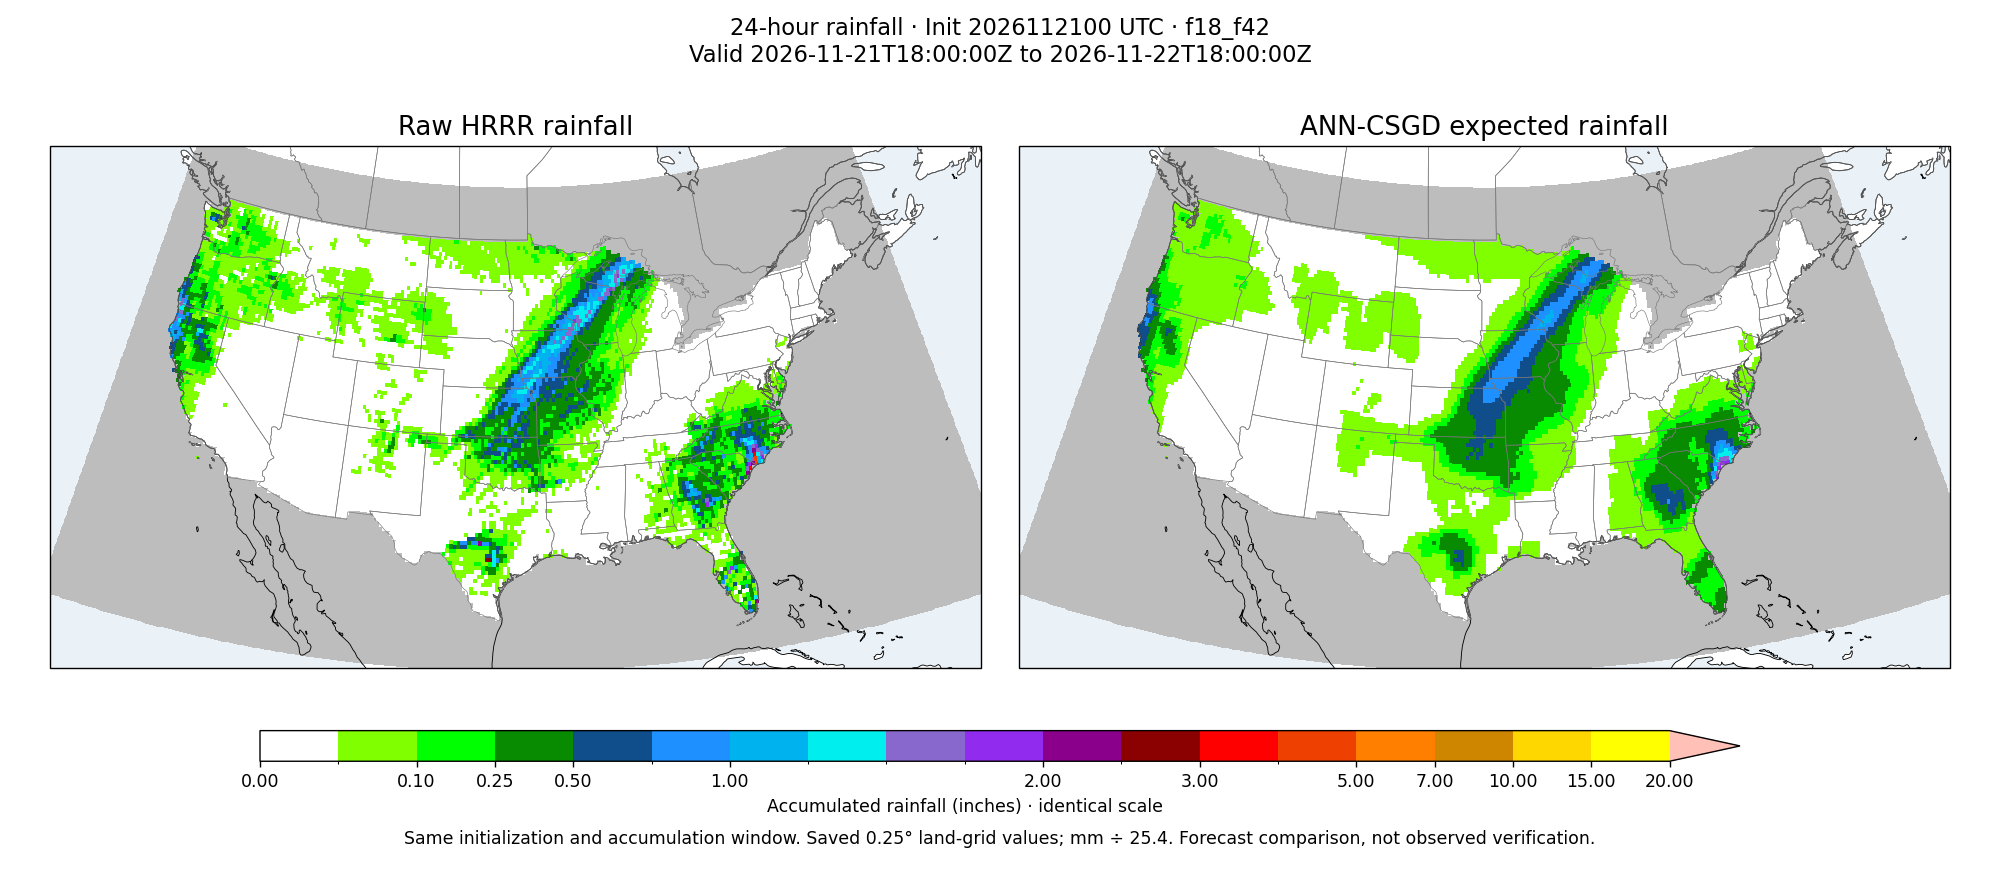 24-hour rainfall · Init 2026112100 UTC · f18_f42
Valid 2026-11-21T18:00:00Z to 2026-11-22T18:00:00Z
Raw HRRR rainfall
ANN-CSGD expected rainfall
0.00 0.10 0.25 0.50 1.00 2.00 3.00 5.00 7.00 10.00 15.00 20.00
Accumulated rainfall (inches) · identical scale
Same initialization and accumulation window. Saved 0.25° land-grid values; mm ÷ 25.4. Forecast comparison, not observed verification.